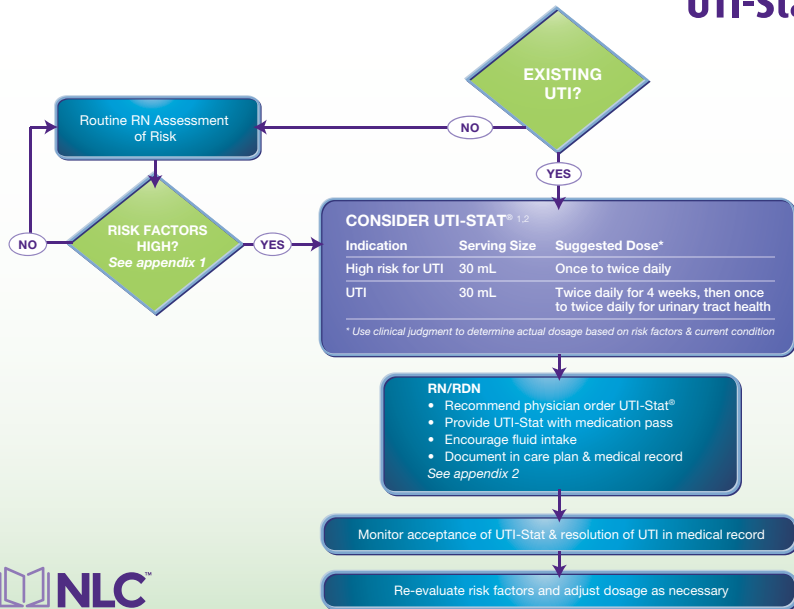 UTI-Sta
EXISTING
UTI?
NO
YES
Routine RN Assessment
of Risk
RISK FACTORS
HIGH?
See appendix 1
NO
YES
CONSIDER UTI-STAT® 1,2
Indication Serving Size Suggested Dose*
High risk for UTI 30 mL Once to twice daily
UTI 30 mL Twice daily for 4 weeks, then once
to twice daily for urinary tract health
* Use clinical judgment to determine actual dosage based on risk factors & current condition
RN/RDN
• Recommend physician order UTI-Stat®
• Provide UTI-Stat with medication pass
• Encourage fluid intake
• Document in care plan & medical record
See appendix 2
Monitor acceptance of UTI-Stat & resolution of UTI in medical record
Re-evaluate risk factors and adjust dosage as necessary
NLC™